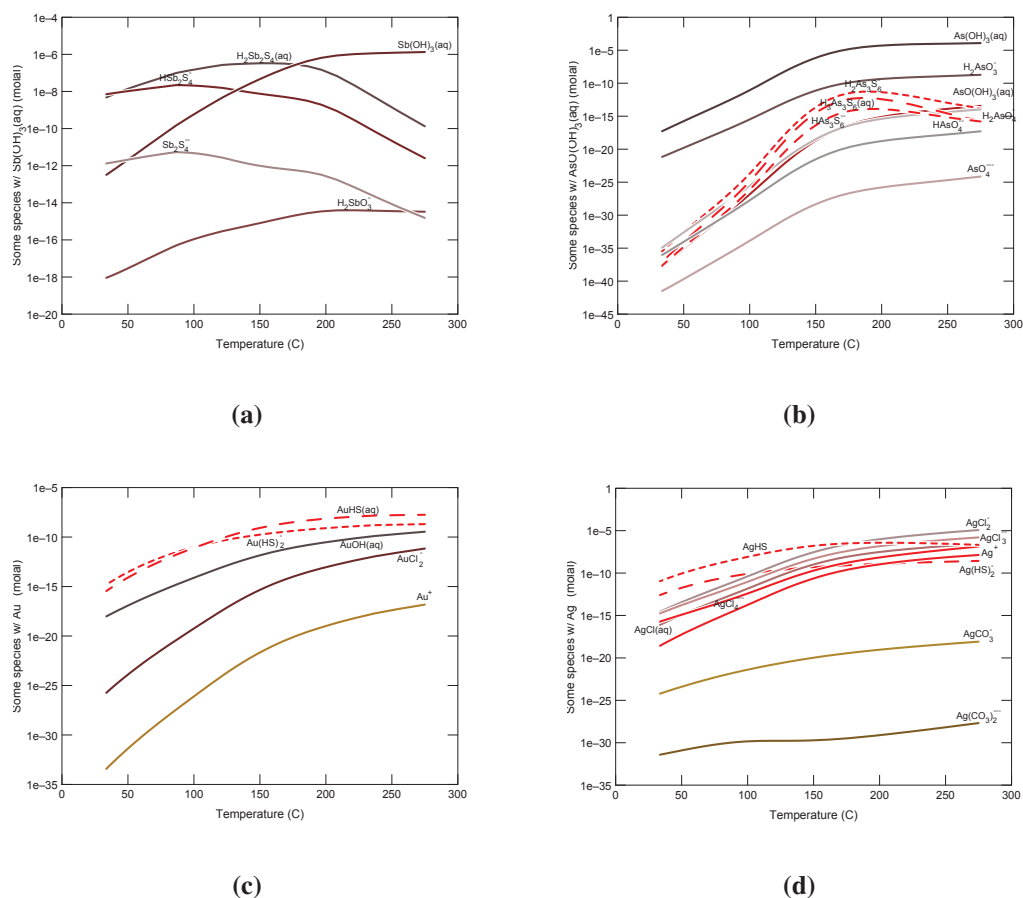 1e−4
1e−6
1e−8
1e−10
1e−12
1e−14
1e−16
1e−18
1e−20
Some species w/ Sb(OH)3(aq) (molal)
Sb(OH)3(aq)
H2Sb2S4(aq)
HSb2S4−
Sb2S4−−
H2SbO3−
0 50 100 150 200 250 300
Temperature (C)
(a)
1
1e−5
1e−10
1e−15
1e−20
1e−25
1e−30
1e−35
1e−40
1e−45
Some species w/ AsO(OH)3(aq) (molal)
As(OH)3(aq)
H2AsO3−
H2As3S6−
AsO(OH)3(aq)
H3As3S6(aq)
HAs3S6−−
HAsO4
H2AsO4
AsO4−−−
0 50 100 150 200 250 300
Temperature (C)
(b)
1e−5
1e−10
1e−15
1e−20
1e−25
1e−30
1e−35
Some species w/ Au (molal)
AuHS(aq)
Au(HS)2−
AuOH(aq)
AuCl2−
Au+
0 50 100 150 200 250 300
Temperature (C)
(c)
1
1e−5
1e−10
1e−15
1e−20
1e−25
1e−30
1e−35
Some species w/ Ag (molal)
AgCl2−
AgCl3−−
AgHS
Ag+
Ag(HS)2−
AgCl4
AgCl(aq)
AgCO3−
Ag(CO3)2−−−
0 50 100 150 200 250 300
Temperature (C)
(d)